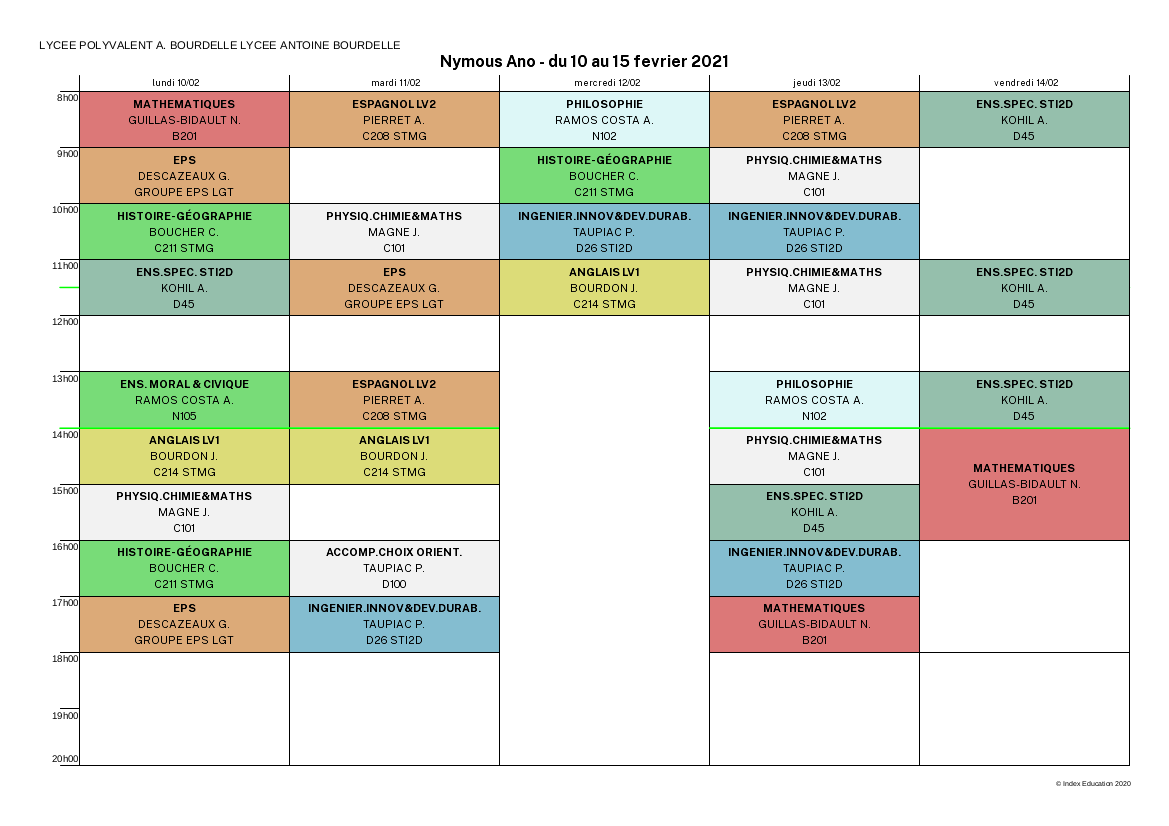 LYCEE POLYVALENT A. BOURDELLE LYCEE ANTOINE BOURDELLE
Nymous Ano - du 10 au 15 fevrier 2021
lundi 10/02 mardi 11/02 mercredi 12/02 jeudi 13/02 vendredi 14/02
8h00
MATHEMATIQUES ESPAGNOL LV2 PHILOSOPHIE ESPAGNOL LV2 ENS.SPEC. STI2D
GUILLAS-BIDAULT N. PIERRET A. RAMOS COSTA A. PIERRET A. KOHIL A.
B201 C208 STMG N102 C208 STMG D45
9h00
EPS HISTOIRE-GÉOGRAPHIE PHYSIQ.CHIMIE&MATHS
DESCAZEAUX G. BOUCHER C. MAGNE J.
GROUPE EPS LGT C211 STMG C101
10h00
HISTOIRE-GÉOGRAPHIE PHYSIQ.CHIMIE&MATHS INGENIER.INNOV&DEV.DURAB. INGENIER.INNOV&DEV.DURAB.
BOUCHER C. MAGNE J. TAUPIAC P. TAUPIAC P.
C211 STMG C101 D26 STI2D D26 STI2D
11h00
ENS.SPEC. STI2D EPS ANGLAIS LV1 PHYSIQ.CHIMIE&MATHS ENS.SPEC. STI2D
KOHIL A. DESCAZEAUX G. BOURDON J. MAGNE J. KOHIL A.
D45 GROUPE EPS LGT C214 STMG C101 D45
12h00
13h00
ENS. MORAL & CIVIQUE ESPAGNOL LV2 PHILOSOPHIE ENS.SPEC. STI2D
RAMOS COSTA A. PIERRET A. RAMOS COSTA A. KOHIL A.
N105 C208 STMG N102 D45
14h00
ANGLAIS LV1 ANGLAIS LV1 PHYSIQ.CHIMIE&MATHS
BOURDON J. BOURDON J. MAGNE J.
C214 STMG C214 STMG C101
MATHEMATIQUES
GUILLAS-BIDAULT N.
B201
15h00
PHYSIQ.CHIMIE&MATHS ENS.SPEC. STI2D
MAGNE J. KOHIL A.
C101 D45
16h00
HISTOIRE-GÉOGRAPHIE ACCOMP.CHOIX ORIENT. INGENIER.INNOV&DEV.DURAB.
BOUCHER C. TAUPIAC P. TAUPIAC P.
C211 STMG D100 D26 STI2D
17h00
EPS INGENIER.INNOV&DEV.DURAB. MATHEMATIQUES
DESCAZEAUX G. TAUPIAC P. GUILLAS-BIDAULT N.
GROUPE EPS LGT D26 STI2D B201
18h00
19h00
20h00
© Index Education 2020